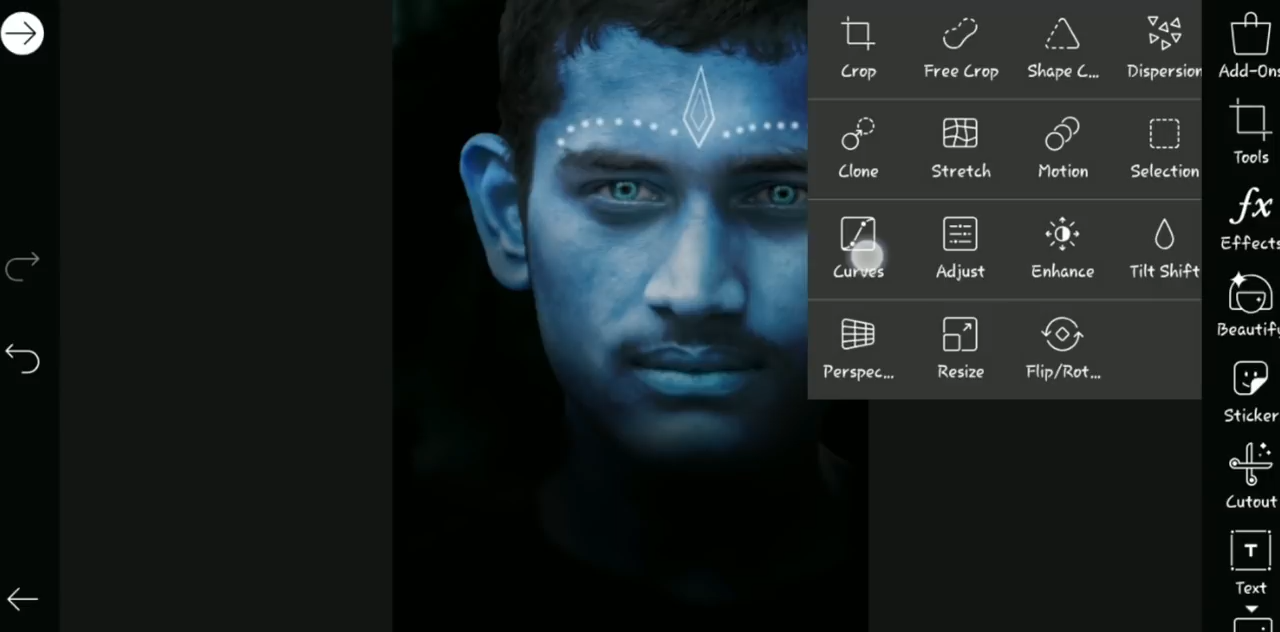 Crop Free Crop Shape C... Dispersion
Clone Stretch Motion Selection
Curves Adjust Enhance Tilt Shift
Perspec... Resize Flip/Rot...
Add-Ons
Tools
fx
Effects
Beautify
Sticker
Cutout
T
Text